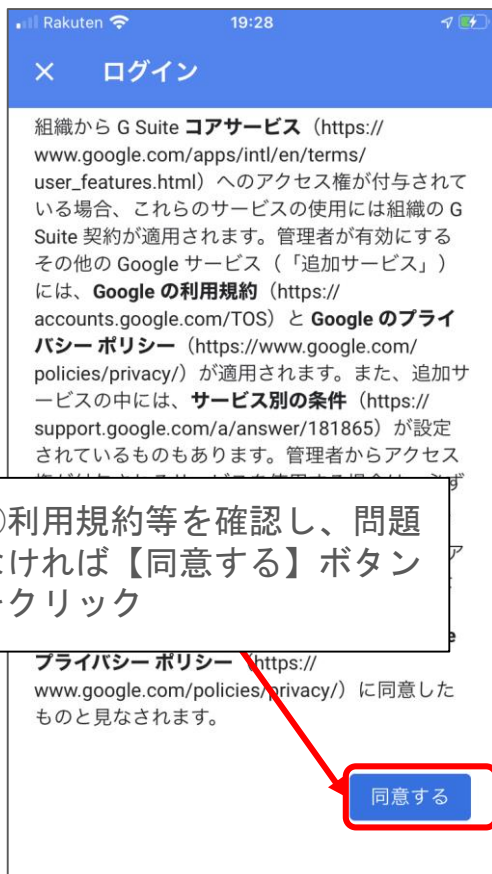 Rakuten 19:28
× ログイン
組織から G Suite コアサービス（https://
www.google.com/apps/intl/en/terms/
user_features.html）へのアクセス権が付与されて
いる場合、これらのサービスの使用には組織の G
Suite 契約が適用されます。管理者が有効にする
その他の Google サービス（「追加サービス」）
には、Google の利用規約（https://
accounts.google.com/TOS）と Google のプライ
バシー ポリシー（https://www.google.com/
policies/privacy/）が適用されます。また、追加サ
ービスの中には、サービス別の条件（https://
support.google.com/a/answer/181865）が設定
されているものもあります。管理者からアクセス
利用規約等を確認し、問題
なければ【同意する】ボタン
をクリック
プライバシー ポリシー（https://
www.google.com/policies/privacy/）に同意した
ものと見なされます。
同意する